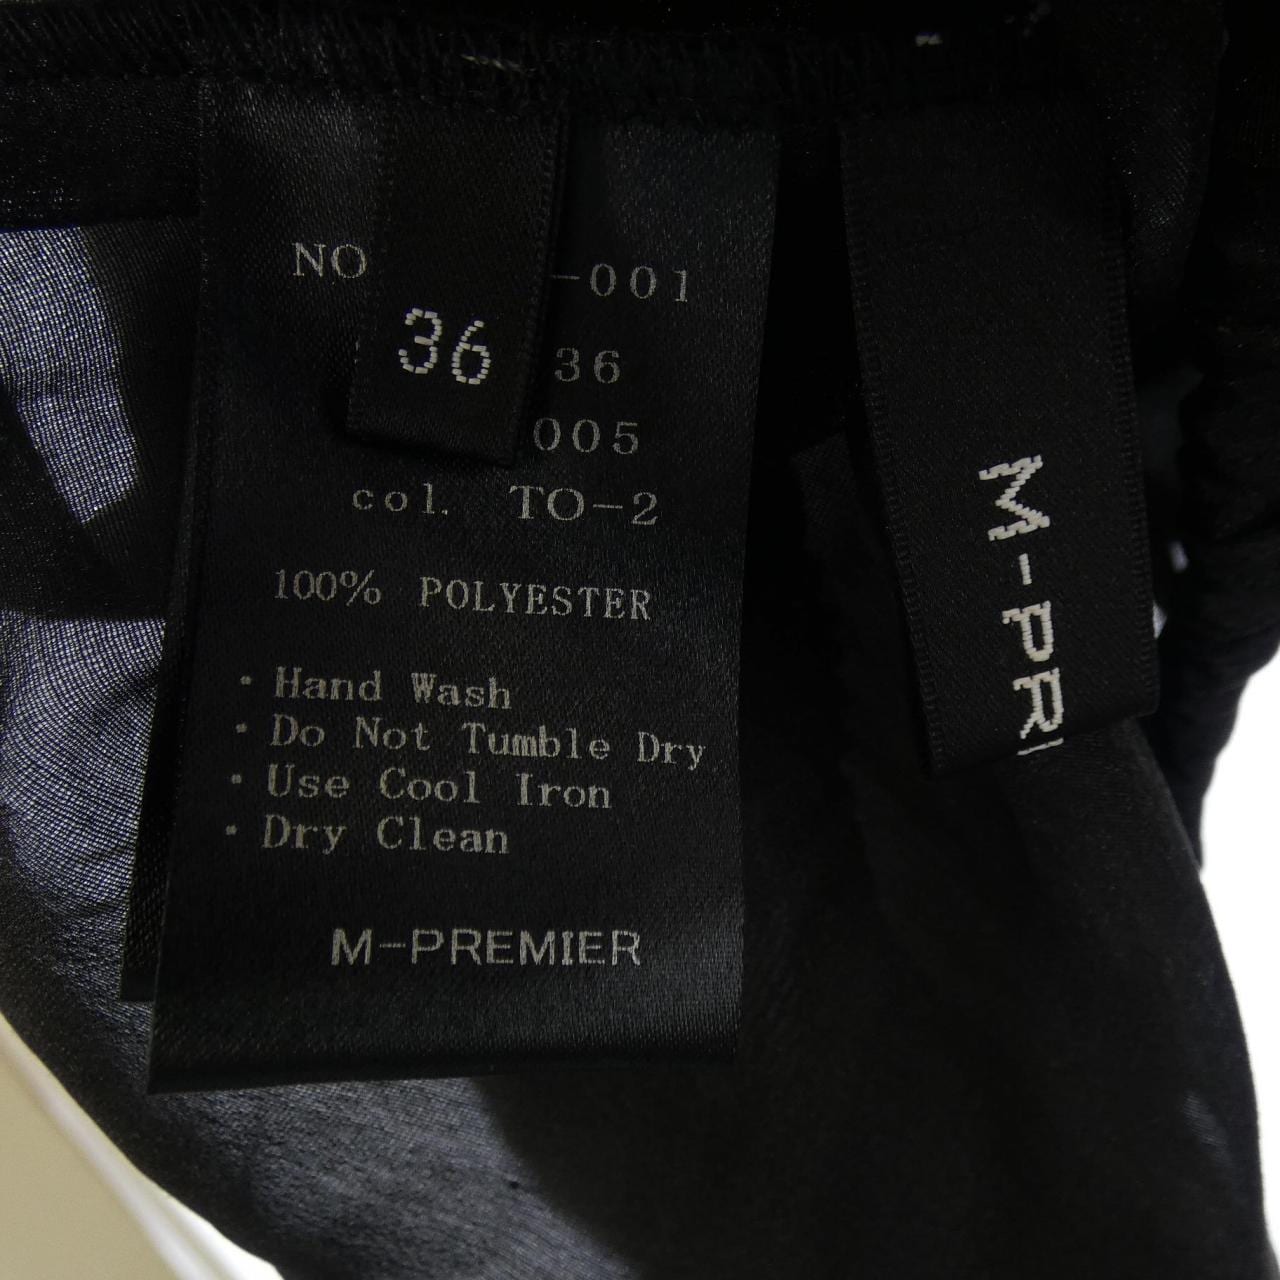 NO -001
36
36
005
col. TO-2
100% POLYESTER
· Hand Wash
· Do Not Tumble Dry
· Use Cool Iron
· Dry Clean
M-PREMIER
M-PRI